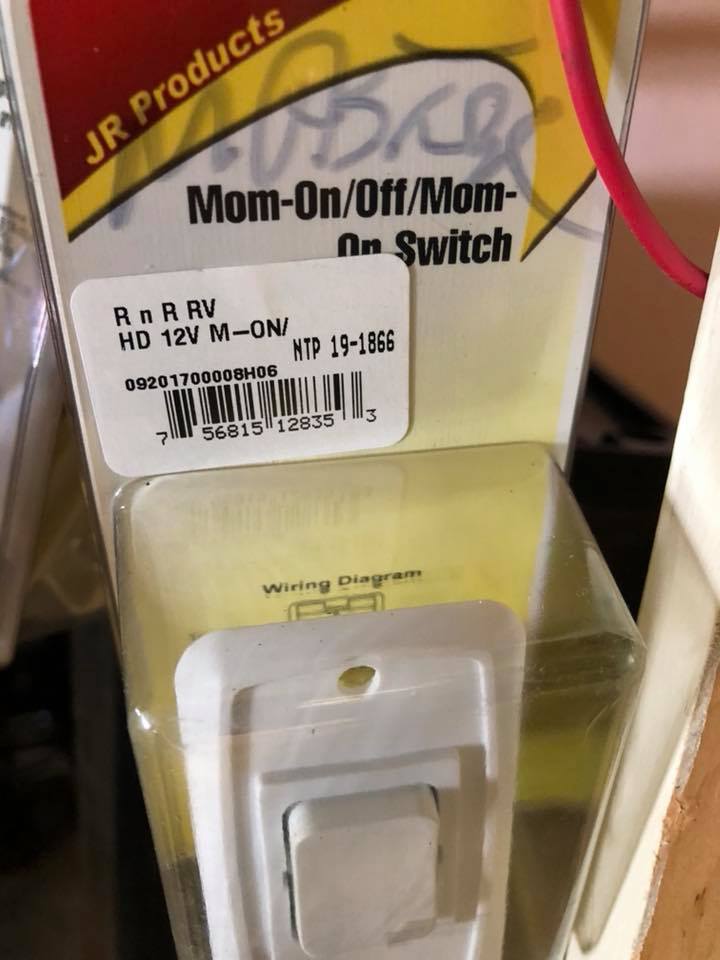 JR Products
Mom-On/Off/Mom-
On Switch
R n R RV
HD 12V M-ON/
NTP 19-1866
09201700008H06
7 56815 12835 3
Wiring Diagram